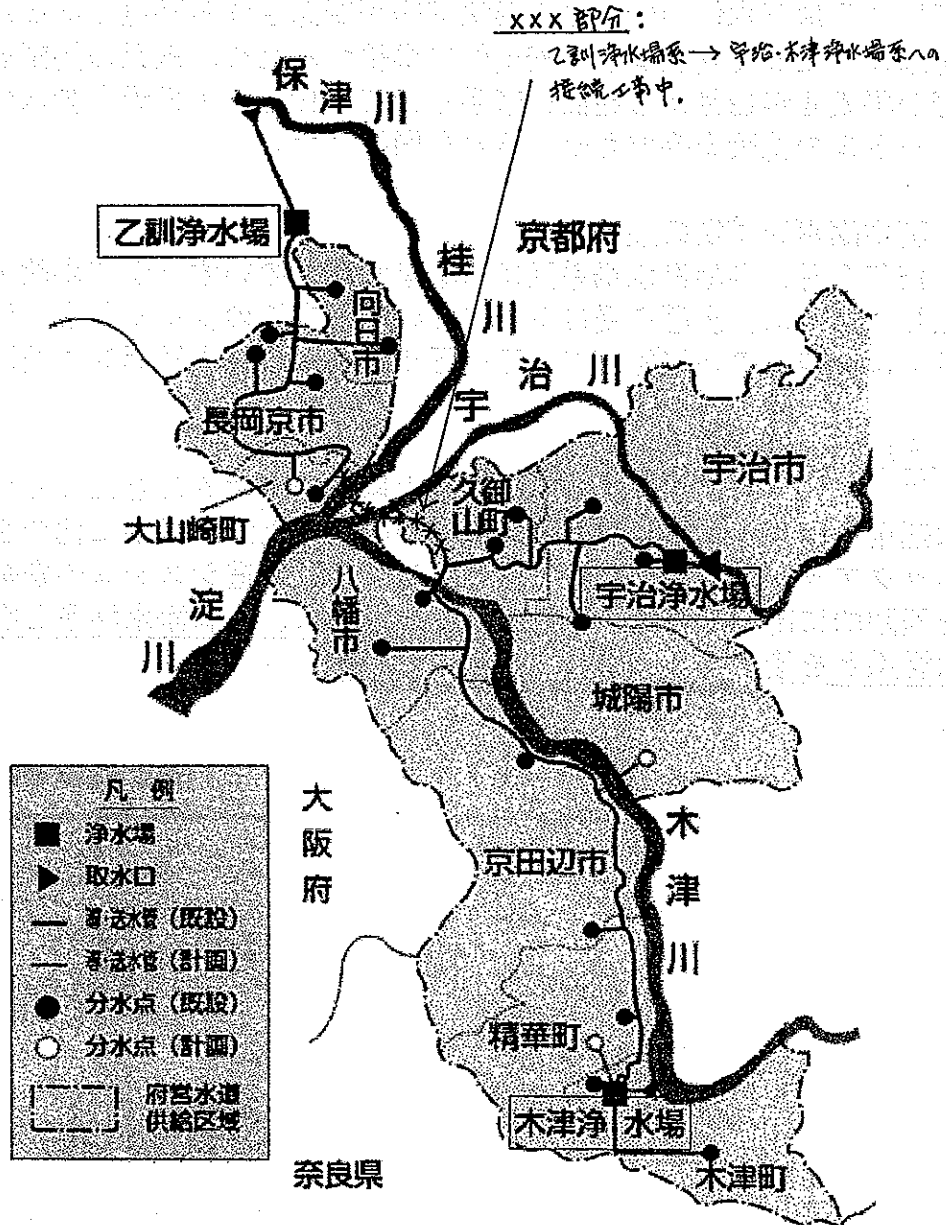 ××× 部分:
乙訓浄水場系→ 宇治・木津浄水場系への
接続工事中.
保津川
乙訓浄水場
京都府
桂川
向日市
宇治川
長岡京市
宇治市
久御
山町
大山崎町
宇治浄水場
淀川
八幡市
城陽市
凡 例
浄水場
取水口
導・送水管(既設)
導・送水管(計画)
分水点(既設)
分水点(計画)
府営水道
供給区域
大阪府
京田辺市
木津川
精華町
木津浄水場
木津町
奈良県